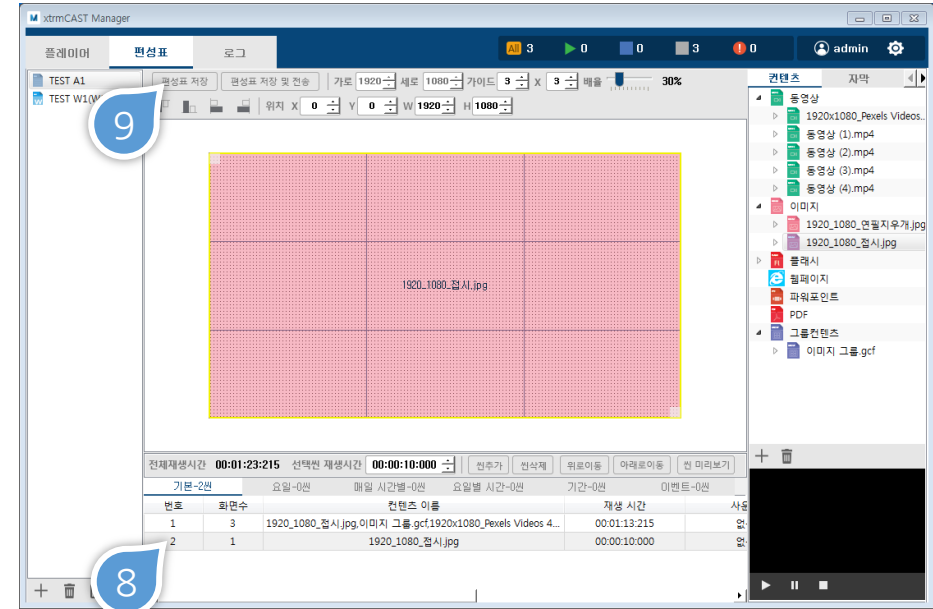 xtrmCAST Manager
플레이어 편성표 로그 All 3 0 0 3 0 admin
TEST A1
TEST W1(W
편성표 저장 편성표 저장 및 전송 가로 1920 세로 1080 가이드 3 X 3 배율 30%
위치 X 0 Y 0 W 1920 H 1080
9
컨텐츠 자막
동영상
1920x1080_Pexels Videos..
동영상 (1).mp4
동영상 (2).mp4
동영상 (3).mp4
동영상 (4).mp4
이미지
1920_1080_연필지우개.jpg
1920_1080_접시.jpg
플래시
웹페이지
파워포인트
PDF
그룹컨텐츠
이미지 그룹.gcf
1920_1080_접시.jpg
전체재생시간 00:01:23:215 선택씬 재생시간 00:00:10:000 씬추가 씬삭제 위로이동 아래로이동 씬 미리보기
기본-2씬 요일-0씬 매일 시간별-0씬 요일별 시간-0씬 기간-0씬 이벤트-0씬
번호 화면수 컨텐츠 이름 재생 시간
1 3 1920_1080_접시.jpg,이미지 그룹.gcf,1920x1080_Pexels Videos 4... 00:01:13:215
2 1 1920_1080_접시.jpg 00:00:10:000
8